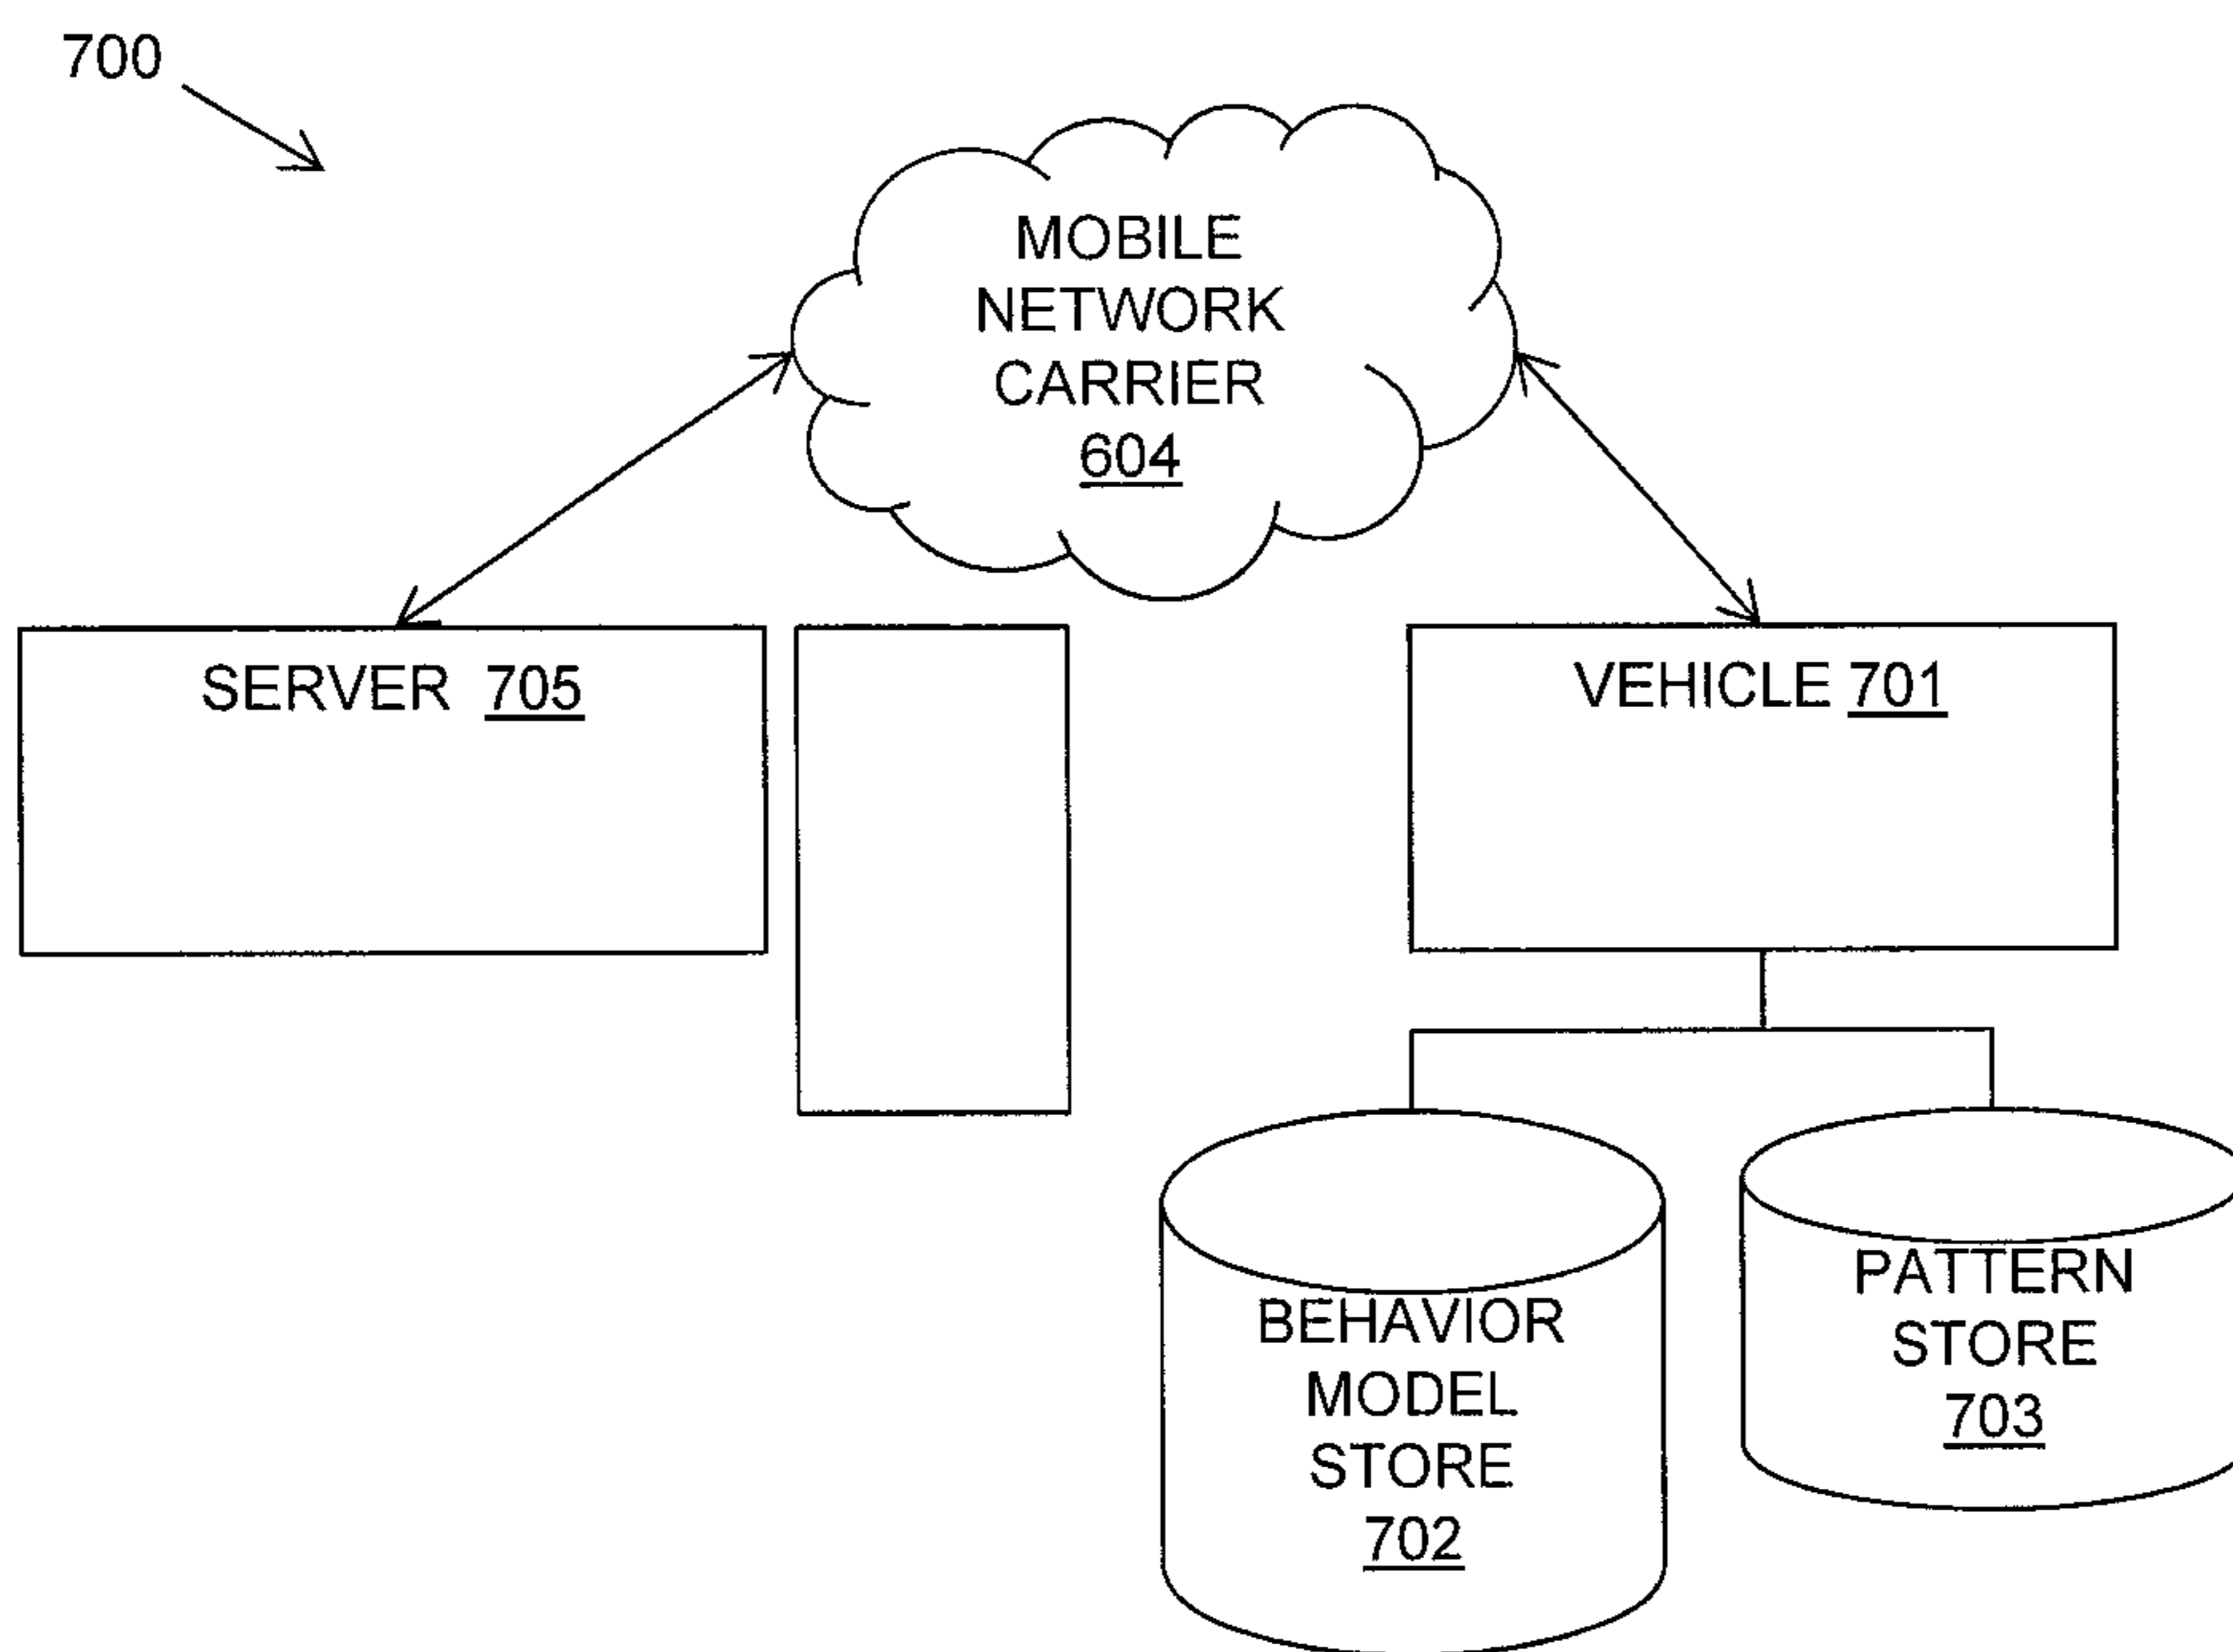 700
MOBILE
NETWORK
CARRIER
604
SERVER 705
VEHICLE 701
BEHAVIOR
MODEL
STORE
702
PATTERN
STORE
703